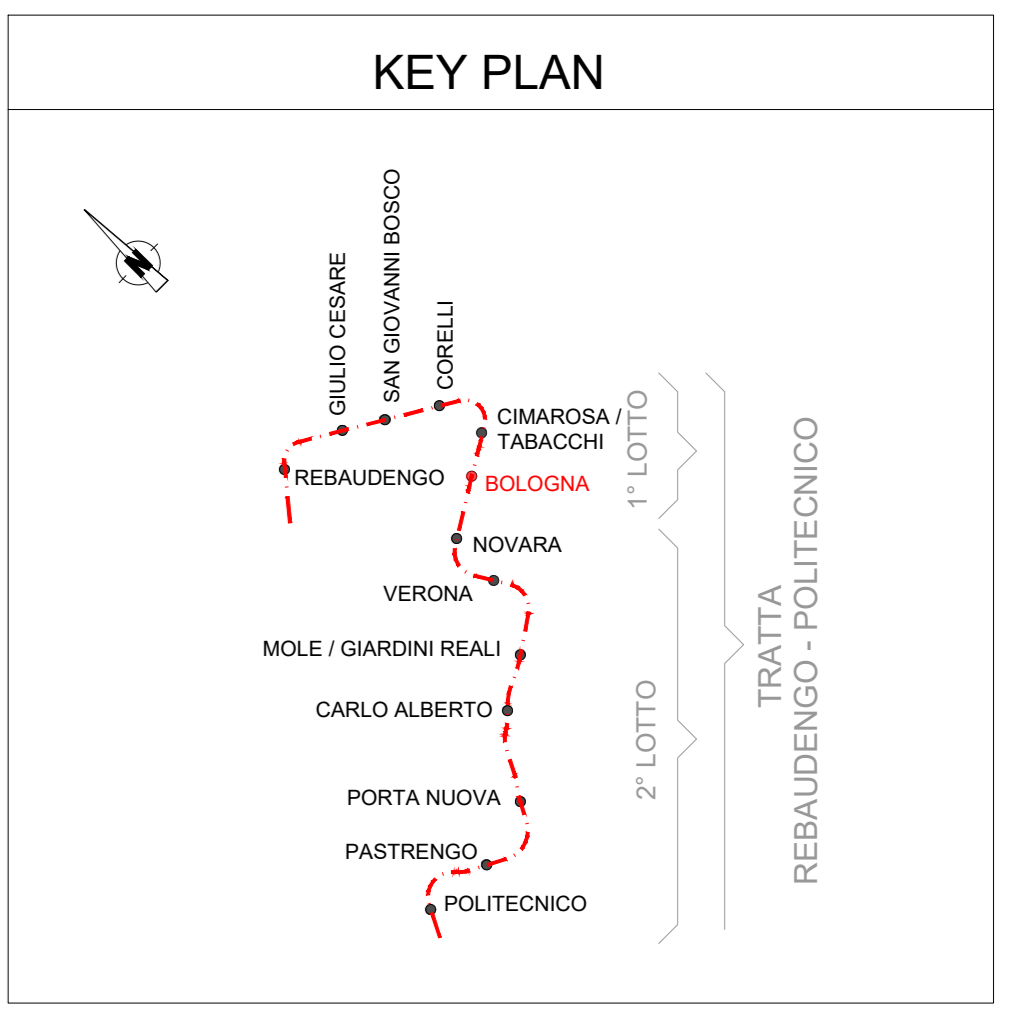 KEY PLAN
N
GIULIO CESARE
SAN GIOVANNI BOSCO
CORELLI
CIMAROSA /
TABACCHI
REBAUDENGO
BOLOGNA
NOVARA
VERONA
MOLE / GIARDINI REALI
CARLO ALBERTO
PORTA NUOVA
PASTRENGO
POLITECNICO
1° LOTTO
2° LOTTO
TRATTA
REBAUDENGO - POLITECNICO